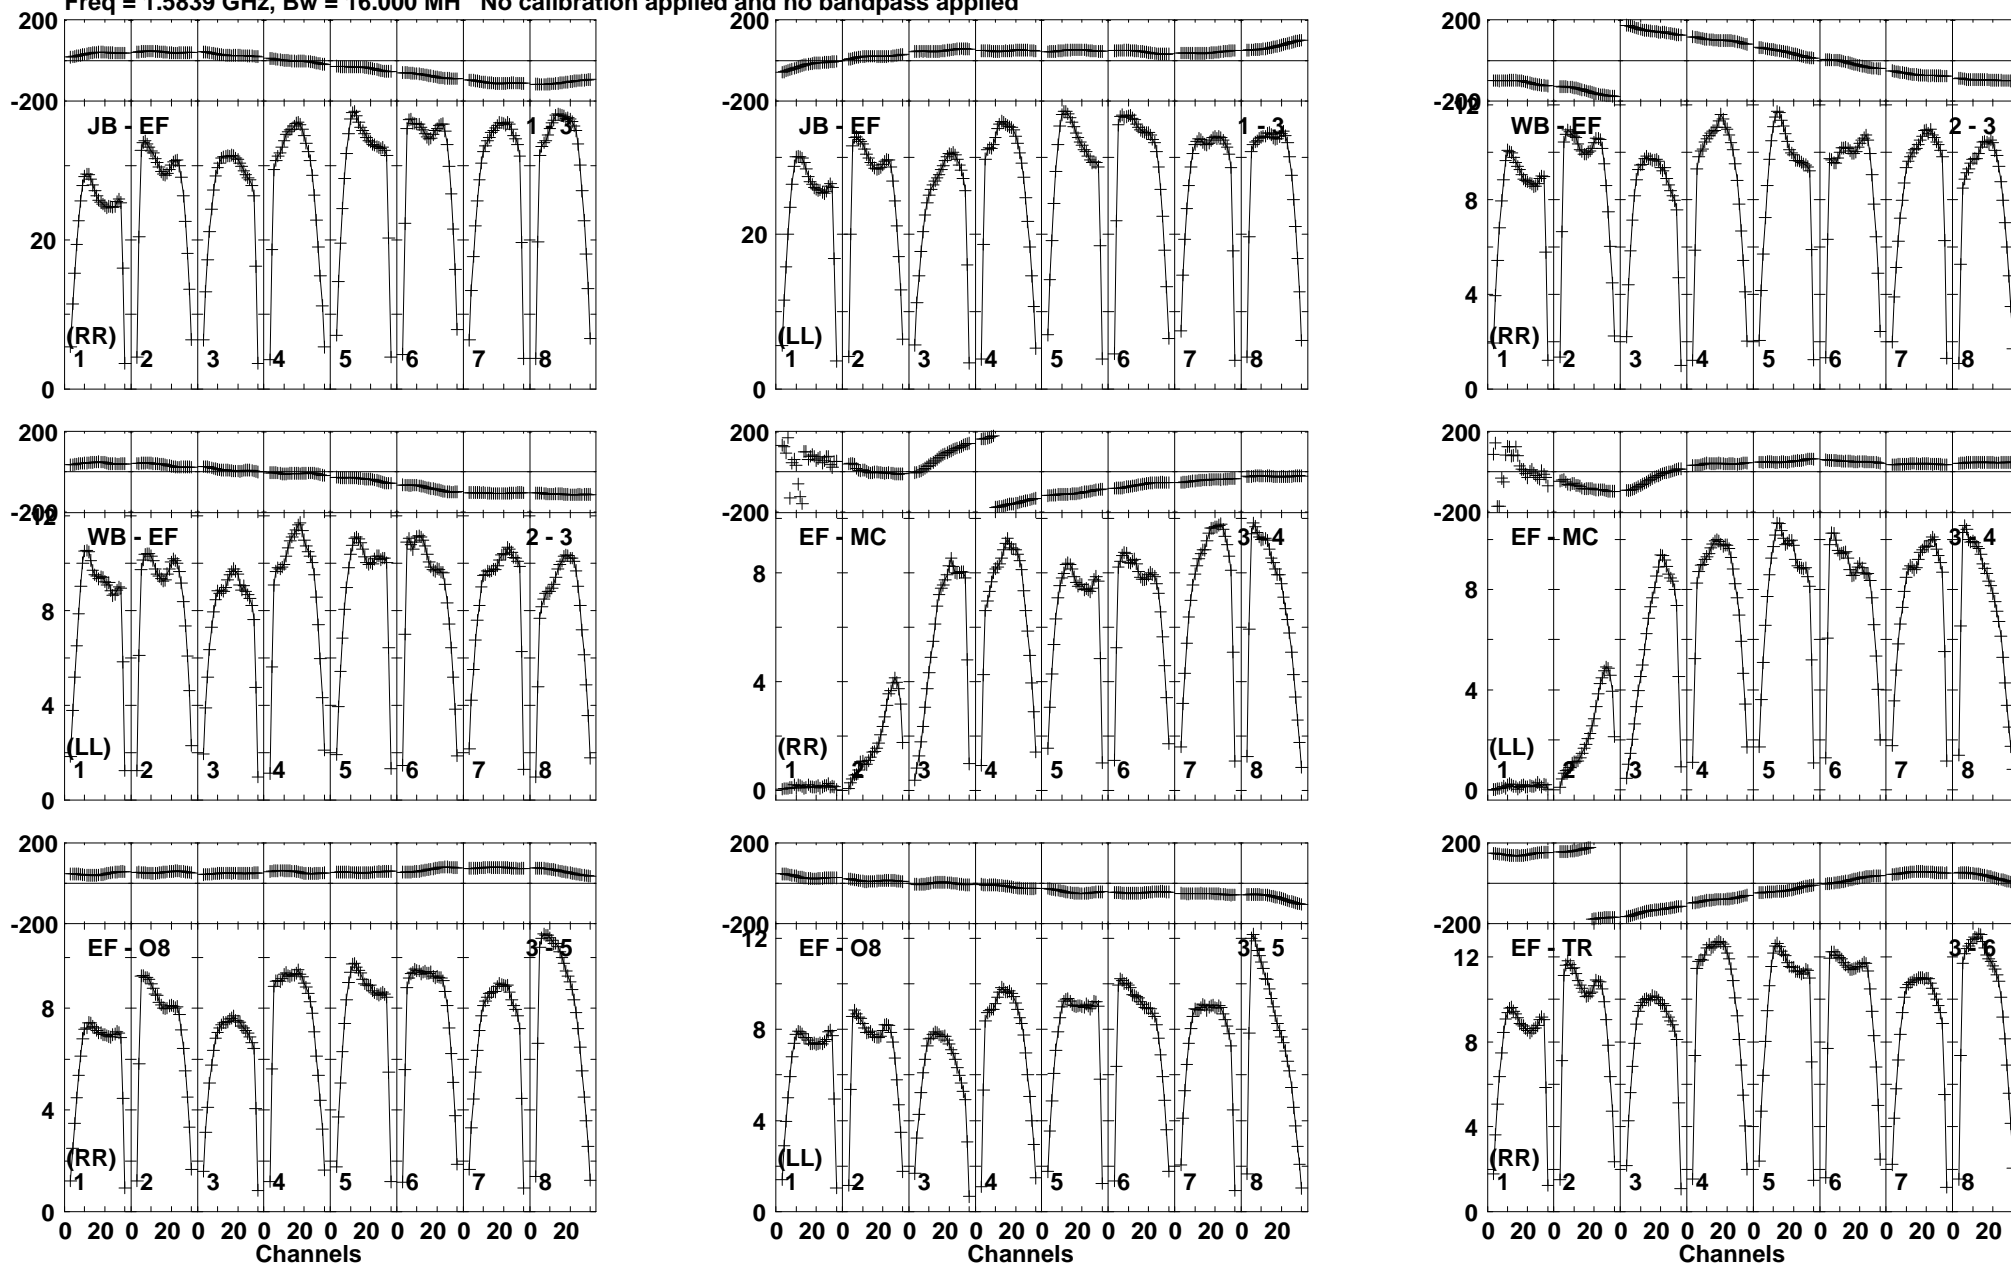 Freq = 1.5839 GHz, Bw = 16.000 MH No calibration applied and no bandpass applied
200 200 200
-200 -200 -200
JB - EF 1 - 3 JB - EF 1 - 3 12 WB - EF 2 - 3
8
20 20
4
(RR) (LL) (RR)
1 2 3 4 5 6 7 8 1 2 3 4 5 6 7 8 1 2 3 4 5 6 7 8
0 0 0
200 200 200
-200 -200 -200
12 WB - EF 2 - 3 EF - MC 3 - 4 EF - MC 3 - 4
8 8 8
4 4 4
(LL) (RR) (LL)
1 2 3 4 5 6 7 8 1 2 3 4 5 6 7 8 1 2 3 4 5 6 7 8
0 0 0
200 200 200
-200 -200 -200
EF - O8 3 - 5 12 EF - O8 3 - 5 12 EF - TR 3 - 6
8 8 8
4 4 4
(RR) (LL) (RR)
1 2 3 4 5 6 7 8 1 2 3 4 5 6 7 8 1 2 3 4 5 6 7 8
0 0 0
0 20 0 20 0 20 0 20 0 20 0 20 0 20 0 20 0 20 0 20 0 20 0 20 0 20 0 20 0 20 0 20 0 20 0 20 0 20 0 20 0 20 0 20 0 20 0 20
Channels Channels Channels